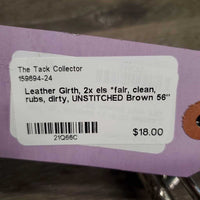 The Tack Collector
159694-24
Leather Girth, 2x els *fair, clean,
rubs, dirty, UNSTITCHED Brown 56"
$18.00
21Q66C